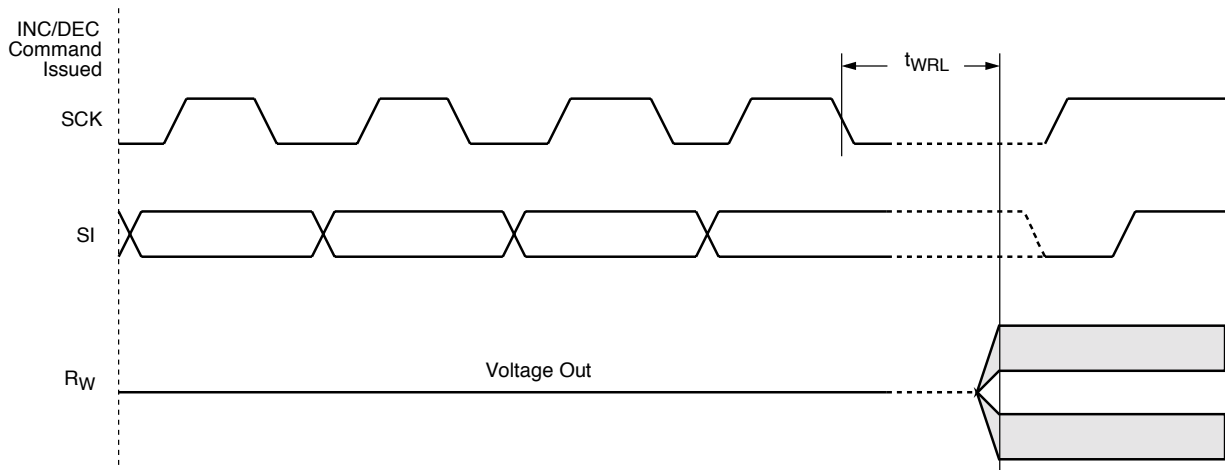 INC/DEC
Command
Issued
tWRL
SCK
SI
Voltage Out
RW